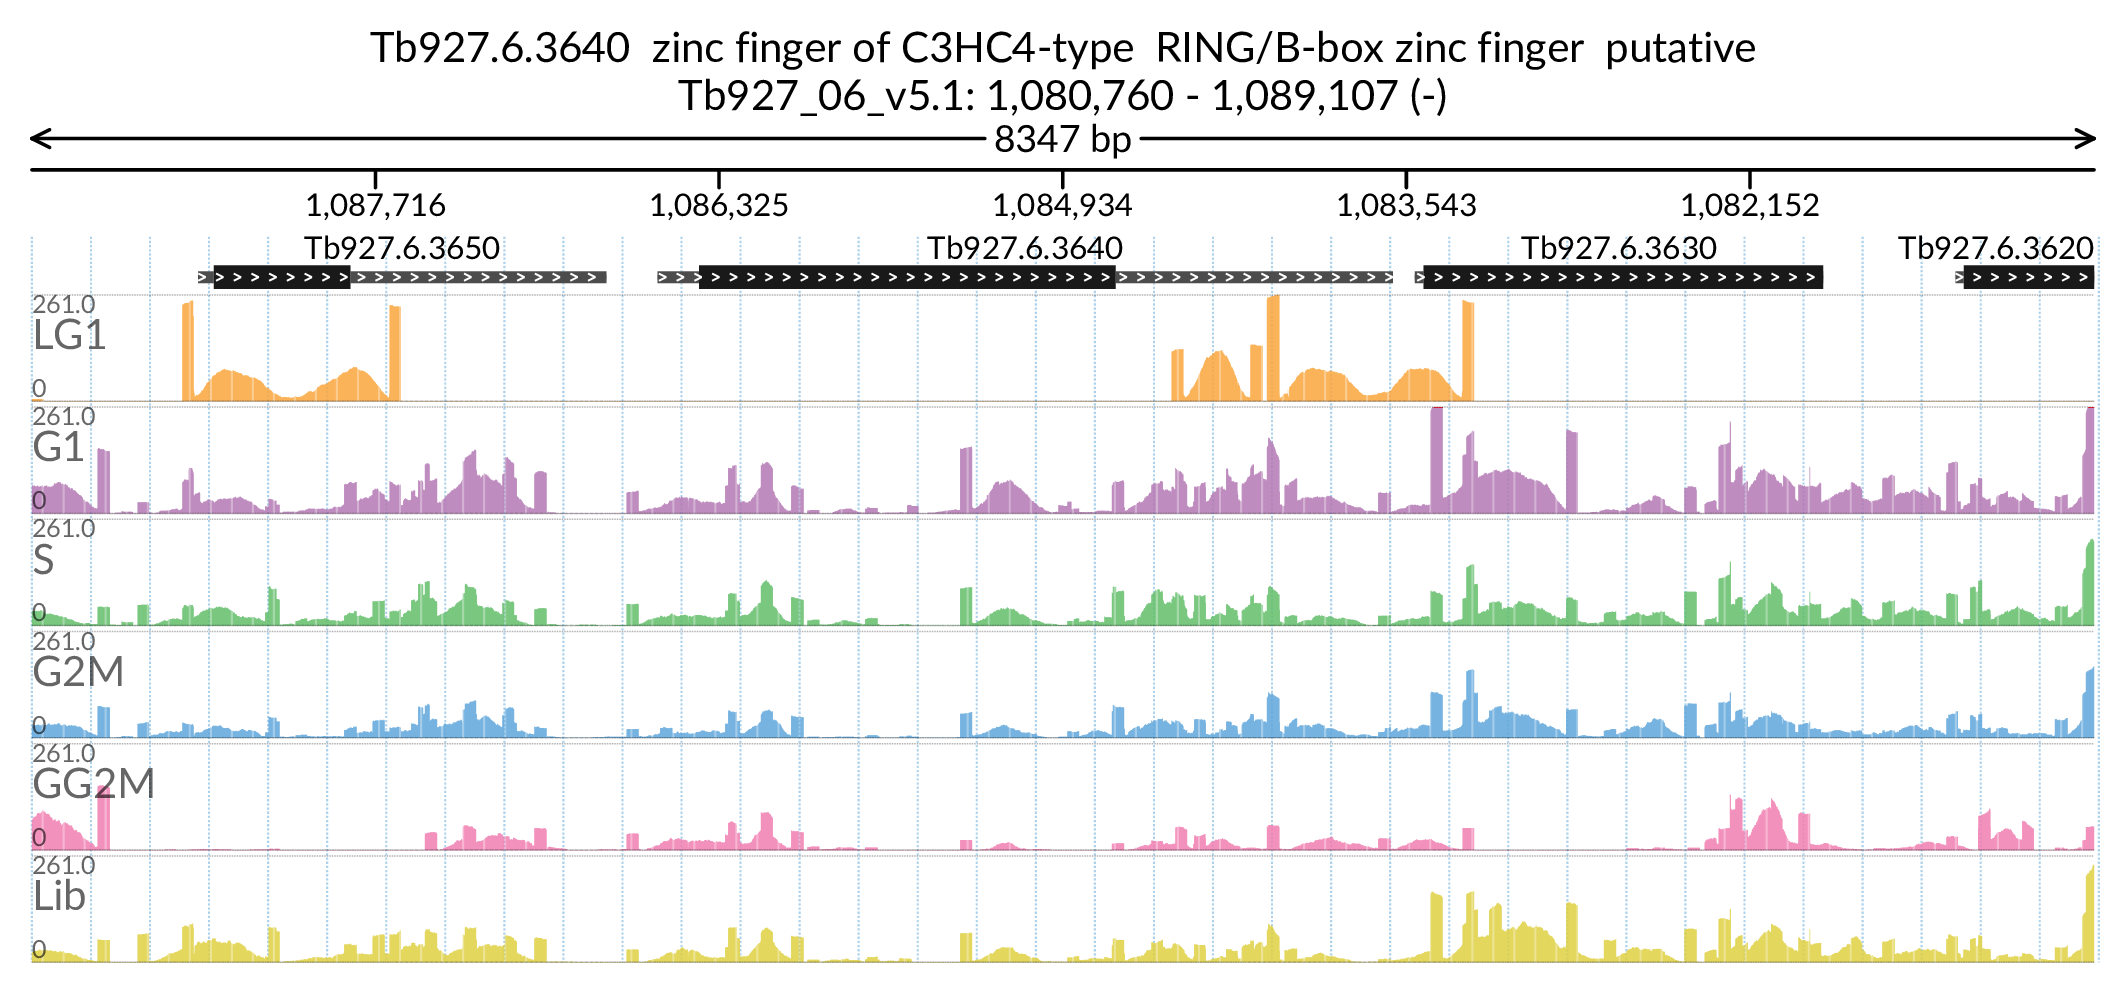 Tb927.6.3640  zinc finger of C3HC4-type  RING/B-box zinc finger  putative
Tb927_06_v5.1: 1,080,760 - 1,089,107 (-)
8347 bp
1,087,716 1,086,325 1,084,934 1,083,543 1,082,152
Tb927.6.3650 Tb927.6.3640 Tb927.6.3630 Tb927.6.3620
261.0
LG1
0
261.0
G1
0
261.0
S
0
261.0
G2M
0
261.0
GG2M
0
261.0
Lib
0